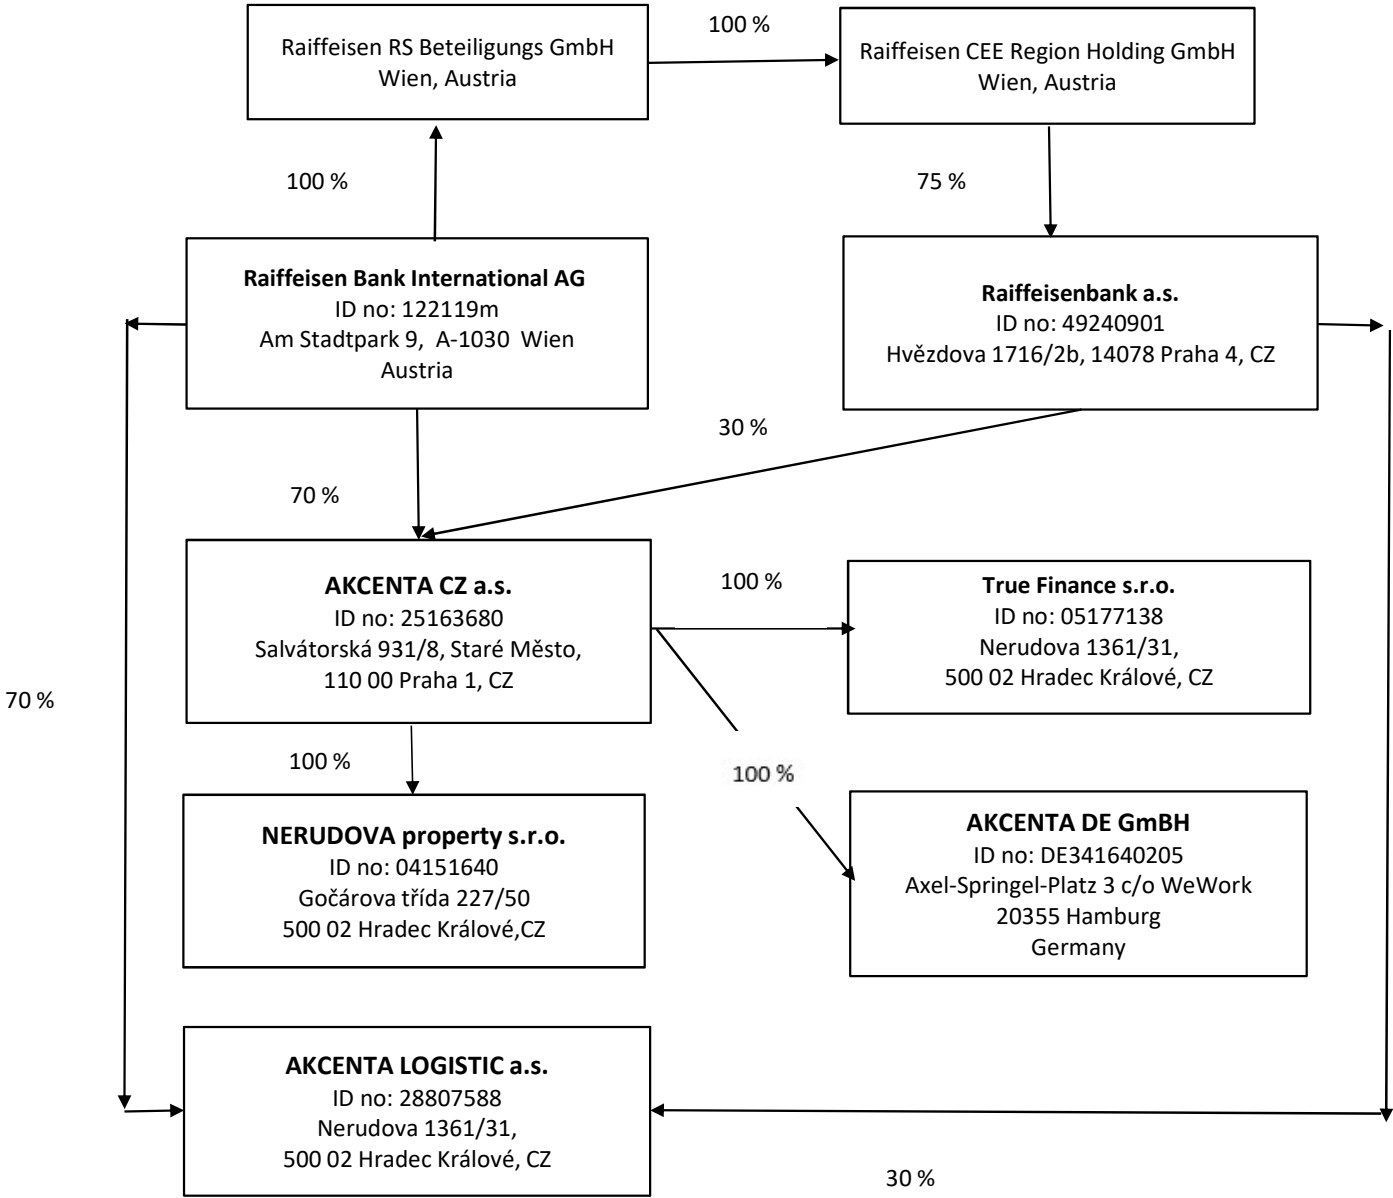 Raiffeisen RS Beteiligungs GmbH
Wien, Austria
100 %
Raiffeisen CEE Region Holding GmbH
Wien, Austria
100 %
75 %
Raiffeisen Bank International AG
ID no: 122119m
Am Stadtpark 9, A-1030 Wien
Austria
Raiffeisenbank a.s.
ID no: 49240901
Hvězdova 1716/2b, 14078 Praha 4, CZ
30 %
70 %
AKCENTA CZ a.s.
ID no: 25163680
Salvátorská 931/8, Staré Město,
110 00 Praha 1, CZ
100 %
True Finance s.r.o.
ID no: 05177138
Nerudova 1361/31,
500 02 Hradec Králové, CZ
70 %
100 %
100 %
NERUDOVA property s.r.o.
ID no: 04151640
Gočárova třída 227/50
500 02 Hradec Králové,CZ
AKCENTA DE GmBH
ID no: DE341640205
Axel-Springel-Platz 3 c/o WeWork
20355 Hamburg
Germany
AKCENTA LOGISTIC a.s.
ID no: 28807588
Nerudova 1361/31,
500 02 Hradec Králové, CZ
30 %